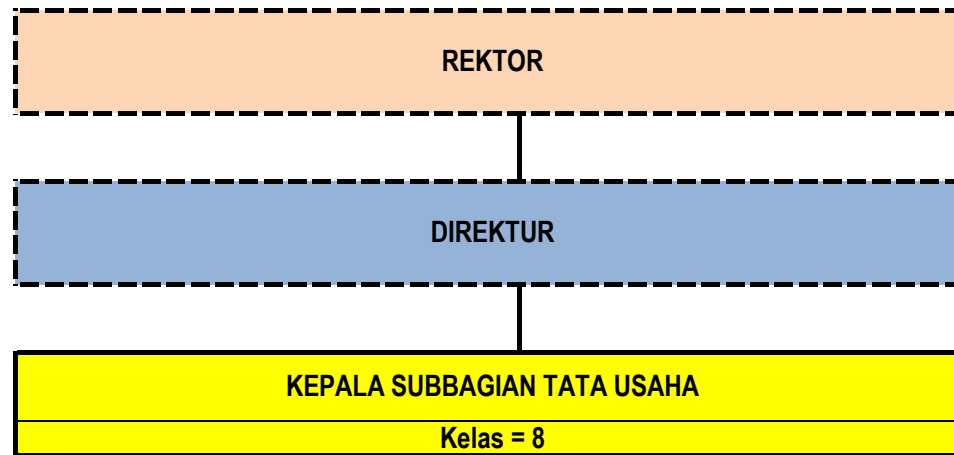 REKTOR
DIREKTUR
KEPALA SUBBAGIAN TATA USAHA
Kelas = 8